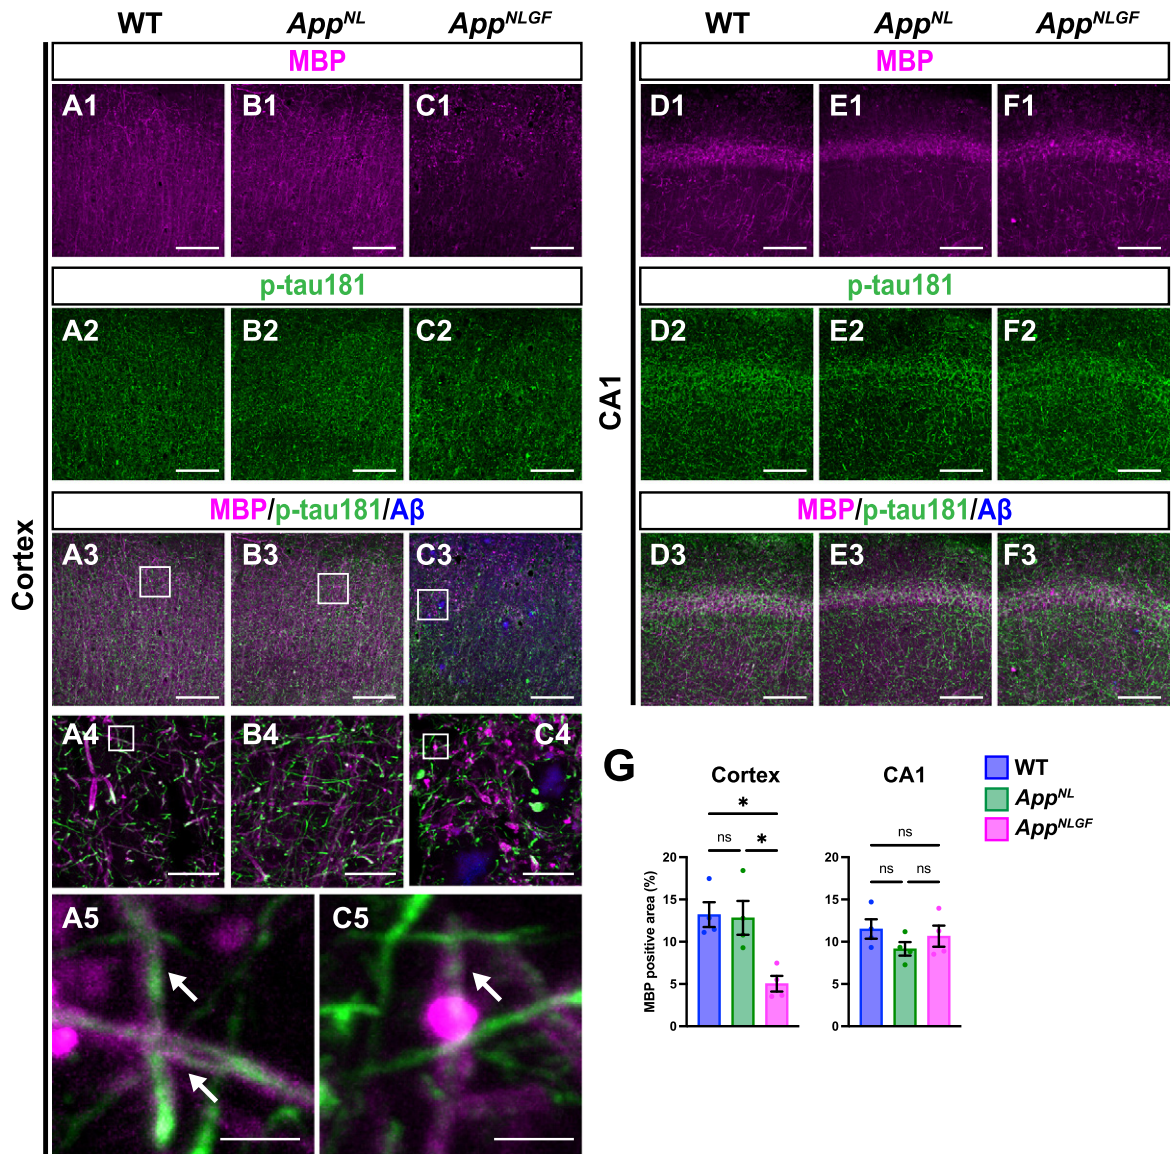 WT App^NL App^NLGF
MBP
A1 B1 C1
p-tau181
A2 B2 C2
MBP/p-tau181/Aβ
A3 B3 C3
A4 B4 C4
A5 C5
Cortex
WT App^NL App^NLGF
MBP
D1 E1 F1
p-tau181
D2 E2 F2
MBP/p-tau181/Aβ
D3 E3 F3
CA1
G
Cortex
*
ns *
MBP positive area (%)
20
15
10
5
0
CA1
ns
ns ns
20
15
10
5
0
WT
App^NL
App^NLGF